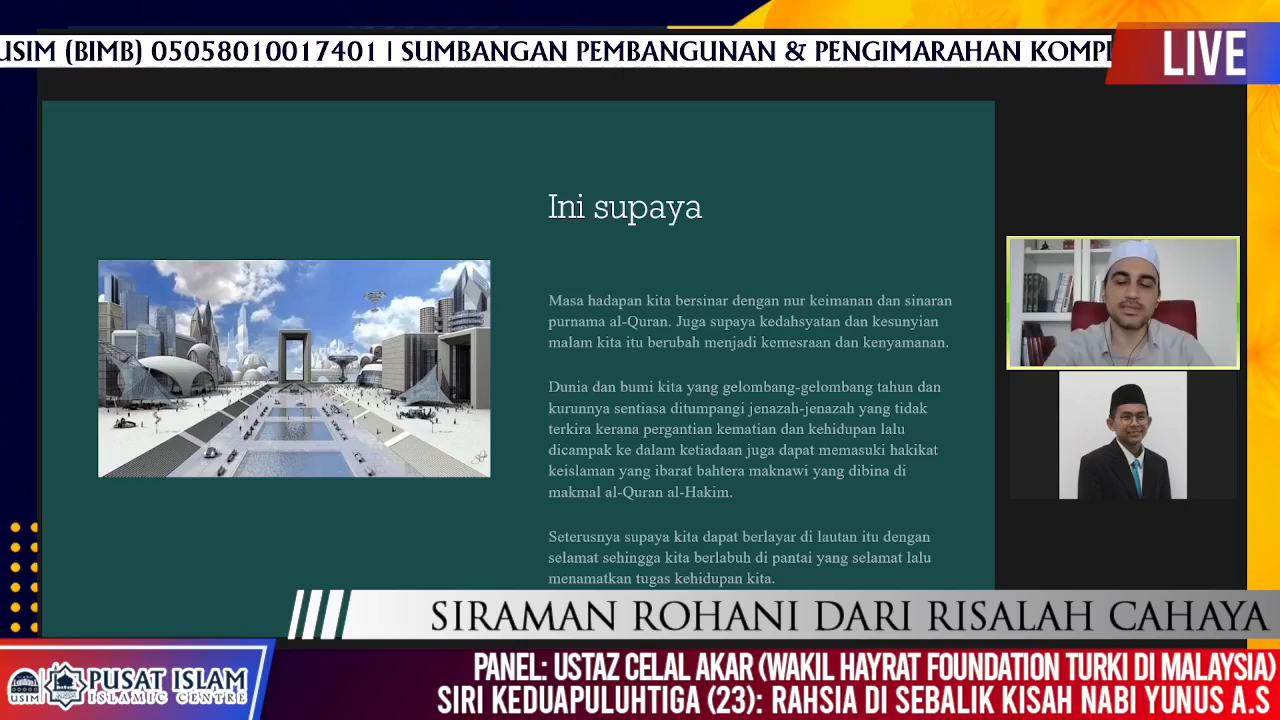 USIM (BIMB) 05058010017401 | SUMBANGAN PEMBANGUNAN & PENGIMARAHAN KOMPL
LIVE
Ini supaya
Masa hadapan kita bersinar dengan nur keimanan dan sinaran
purnama al-Quran. Juga supaya kedahsyatan dan kesunyian
malam kita itu berubah menjadi kemesraan dan kenyamanan.
Dunia dan bumi kita yang gelombang-gelombang tahun dan
kurunnya sentiasa ditumpangi jenazah-jenazah yang tidak
terkira kerana pergantian kematian dan kehidupan lalu
dicampak ke dalam ketiadaan juga dapat memasuki hakikat
keislaman yang ibarat bahtera maknawi yang dibina di
makmal al-Quran al-Hakim.
Seterusnya supaya kita dapat berlayar di lautan itu dengan
selamat sehingga kita berlabuh di pantai yang selamat lalu
menamatkan tugas kehidupan kita.
SIRAMAN ROHANI DARI RISALAH CAHAYA
USIM
PUSAT ISLAM
ISLAMIC CENTRE
PANEL: USTAZ CELAL AKAR (WAKIL HAYRAT FOUNDATION TURKI DI MALAYSIA)
SIRI KEDUAPULUHTIGA (23): RAHSIA DI SEBALIK KISAH NABI YUNUS A.S